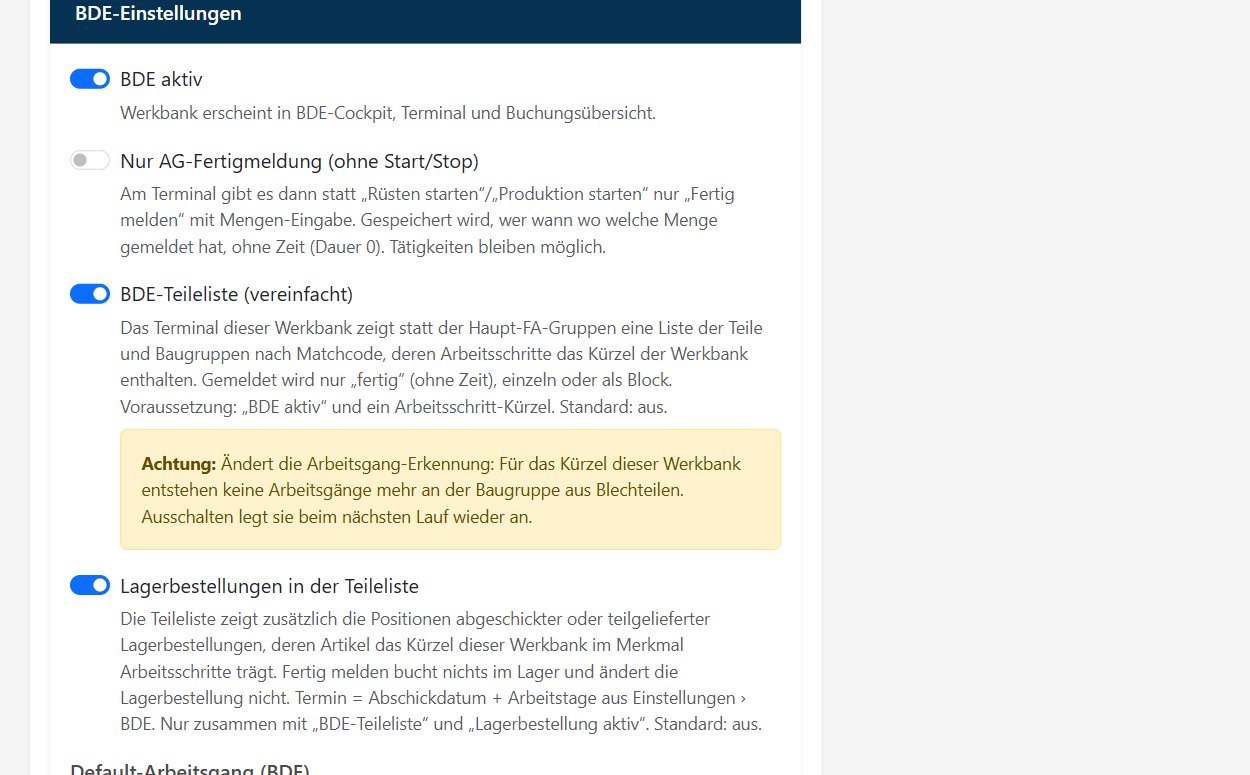 BDE-Einstellungen
BDE aktiv
Werkbank erscheint in BDE-Cockpit, Terminal und Buchungsübersicht.
Nur AG-Fertigmeldung (ohne Start/Stop)
Am Terminal gibt es dann statt „Rüsten starten“/„Produktion starten“ nur „Fertig
melden“ mit Mengen-Eingabe. Gespeichert wird, wer wann wo welche Menge
gemeldet hat, ohne Zeit (Dauer 0). Tätigkeiten bleiben möglich.
BDE-Teileliste (vereinfacht)
Das Terminal dieser Werkbank zeigt statt der Haupt-FA-Gruppen eine Liste der Teile
und Baugruppen nach Matchcode, deren Arbeitsschritte das Kürzel der Werkbank
enthalten. Gemeldet wird nur „fertig“ (ohne Zeit), einzeln oder als Block.
Voraussetzung: „BDE aktiv“ und ein Arbeitsschritt-Kürzel. Standard: aus.
Achtung: Ändert die Arbeitsgang-Erkennung: Für das Kürzel dieser Werkbank
entstehen keine Arbeitsgänge mehr an der Baugruppe aus Blechteilen.
Ausschalten legt sie beim nächsten Lauf wieder an.
Lagerbestellungen in der Teileliste
Die Teileliste zeigt zusätzlich die Positionen abgeschickter oder teilgelieferter
Lagerbestellungen, deren Artikel das Kürzel dieser Werkbank im Merkmal
Arbeitsschritte trägt. Fertig melden bucht nichts im Lager und ändert die
Lagerbestellung nicht. Termin = Abschickdatum + Arbeitstage aus Einstellungen ›
BDE. Nur zusammen mit „BDE-Teileliste“ und „Lagerbestellung aktiv“. Standard: aus.
Default-Arbeitsgang (BDE)